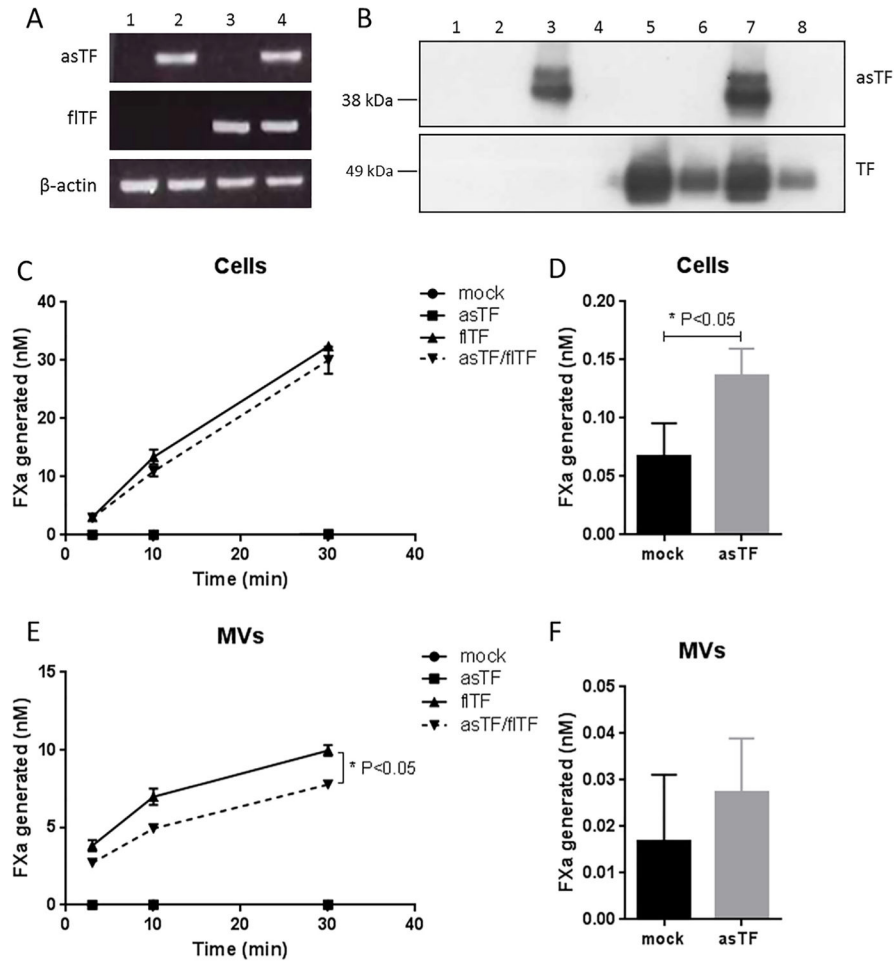 A
1 2 3 4
asTF
flTF
β-actin
B
1 2 3 4 5 6 7 8
38 kDa
asTF
49 kDa
TF
C
Cells
FXa generated (nM)
40
30
20
10
0
0 10 20 30 40
Time (min)
mock
asTF
flTF
asTF/flTF
D
Cells
FXa generated (nM)
0.20
0.15
0.10
0.05
0.00
* P<0.05
mock asTF
E
MVs
FXa generated (nM)
15
10
5
0
0 10 20 30 40
Time (min)
* P<0.05
mock
asTF
flTF
asTF/flTF
F
MVs
FXa generated (nM)
0.05
0.04
0.03
0.02
0.01
0.00
mock asTF